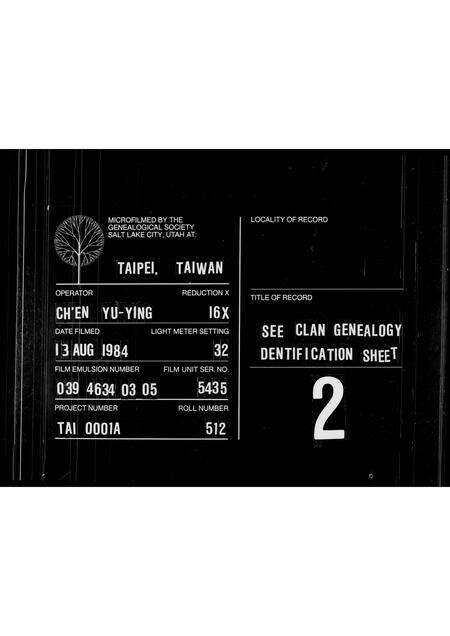 MICROFILMED BY THE
GENEALOGICAL SOCIETY
SALT LAKE CITY, UTAH AT:
TAIPEI, TAIWAN
OPERATOR REDUCTION X
CH'EN YU-YING 16X
DATE FILMED LIGHT METER SETTING
13 AUG 1984 32
FILM EMULSION NUMBER FILM UNIT SER. NO.
039 4634 03 05 5435
PROJECT NUMBER ROLL NUMBER
TAI 0001A 512
LOCALITY OF RECORD
TITLE OF RECORD
SEE CLAN GENEALOGY
DENTIFICATION SHEET
2